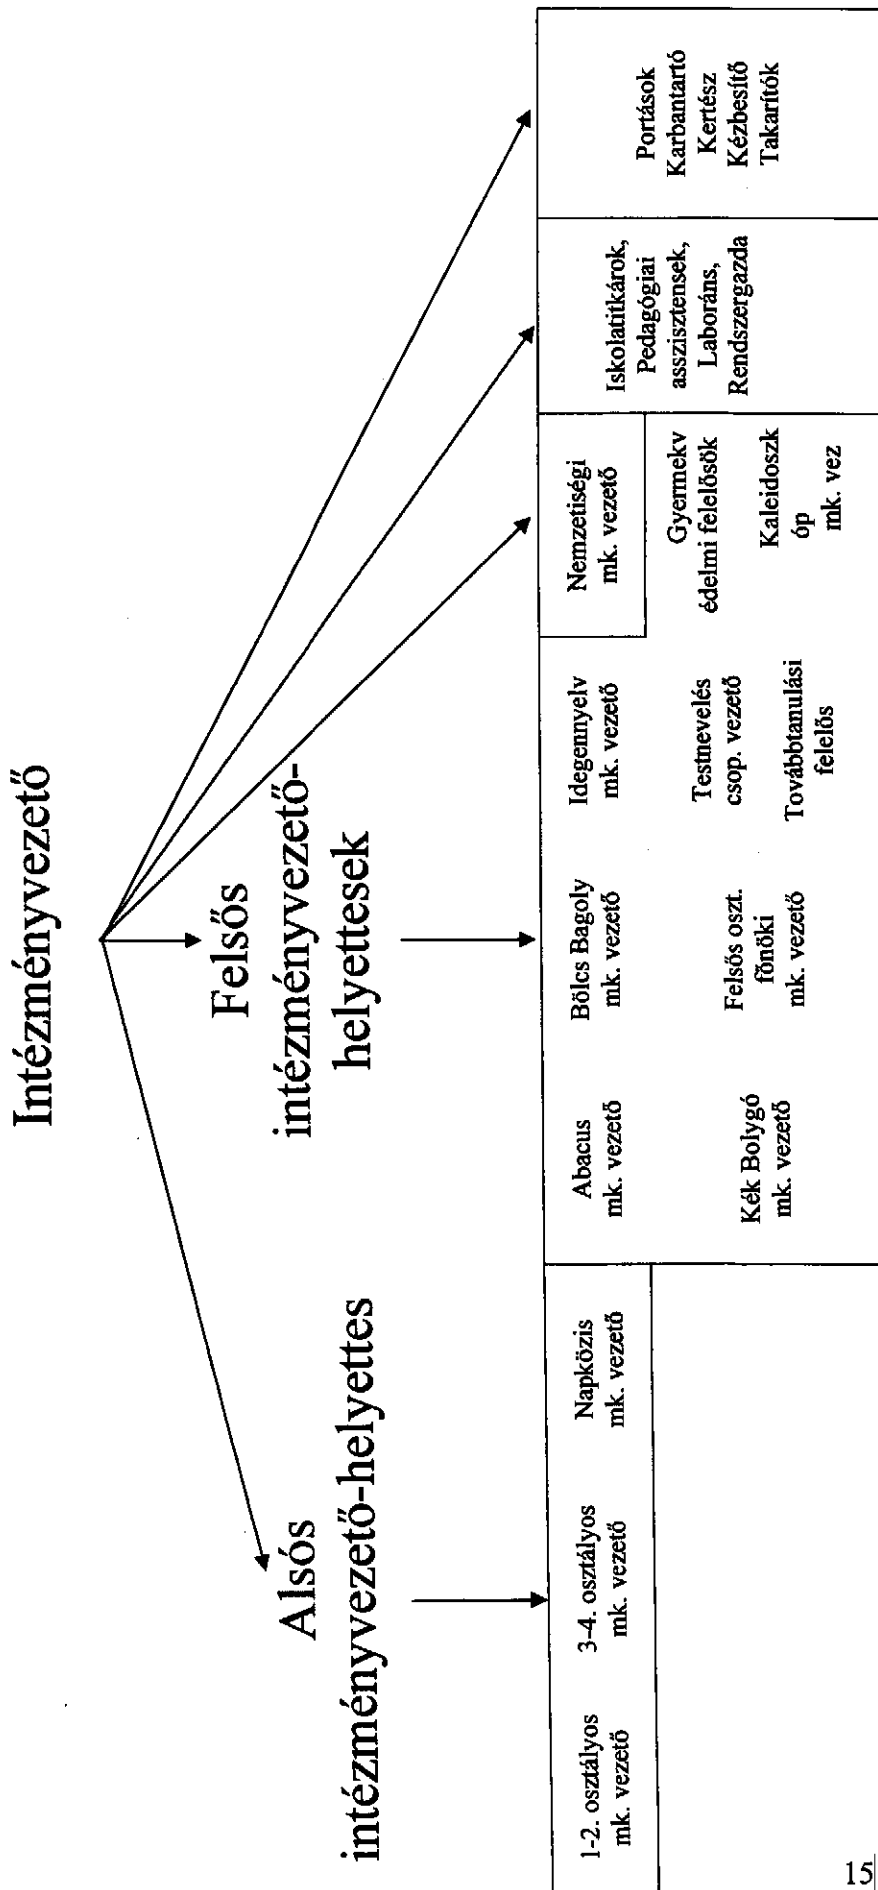 Intézményvezető
Alsós
intézményvezető-helyettes
Felsős
intézményvezető-
helyettesek
1-2. osztályos
mk. vezető
3-4. osztályos
mk. vezető
Napközis
mk. vezető
Abacus
mk. vezető
Kék Bolygó
mk. vezető
Bölcs Bagoly
mk. vezető
Felsős oszt.
főnöki
mk. vezető
Idegennyelv
mk. vezető
Testnevelés
csop. vezető
Továbbtanulási
felelős
Nemzetiségi
mk. vezető
Gyermekv
édelmi felelősök
Kaleidoszk
óp
mk. vez
Iskolatitkárok,
Pedagógiai
asszisztensek,
Laboráns,
Rendszergazda
Portások
Karbantartó
Kertész
Kézbesítő
Takarítók
15